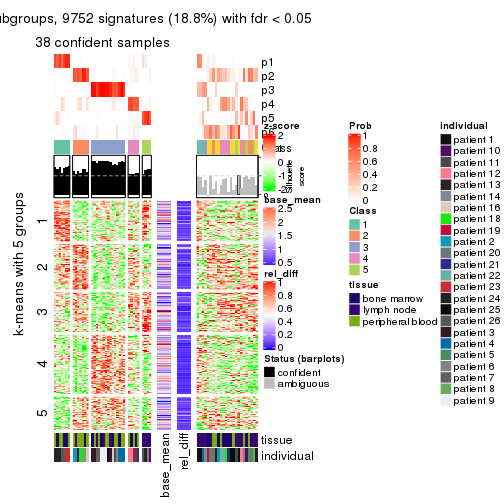 ubgroups, 9752 signatures (18.8%) with fdr < 0.05
38 confident samples
p1
p2
p3
p4
p5
p6
Class
z-score
2
1
0
-1
-2
silhouette
score
k-means with 5 groups
1
2
3
4
5
base_mean
2.5
2
1.5
1
0.5
rel_diff
1
0.8
0.6
0.4
0.2
0
Status (barplots)
confident
ambiguous
tissue
individual
base_mean
rel_diff
Prob
1
0.8
0.6
0.4
0.2
0
Class
1
2
3
4
5
tissue
bone marrow
lymph node
peripheral blood
individual
patient 1
patient 10
patient 11
patient 12
patient 13
patient 14
patient 16
patient 18
patient 19
patient 2
patient 20
patient 21
patient 22
patient 23
patient 24
patient 25
patient 26
patient 3
patient 4
patient 5
patient 6
patient 7
patient 8
patient 9